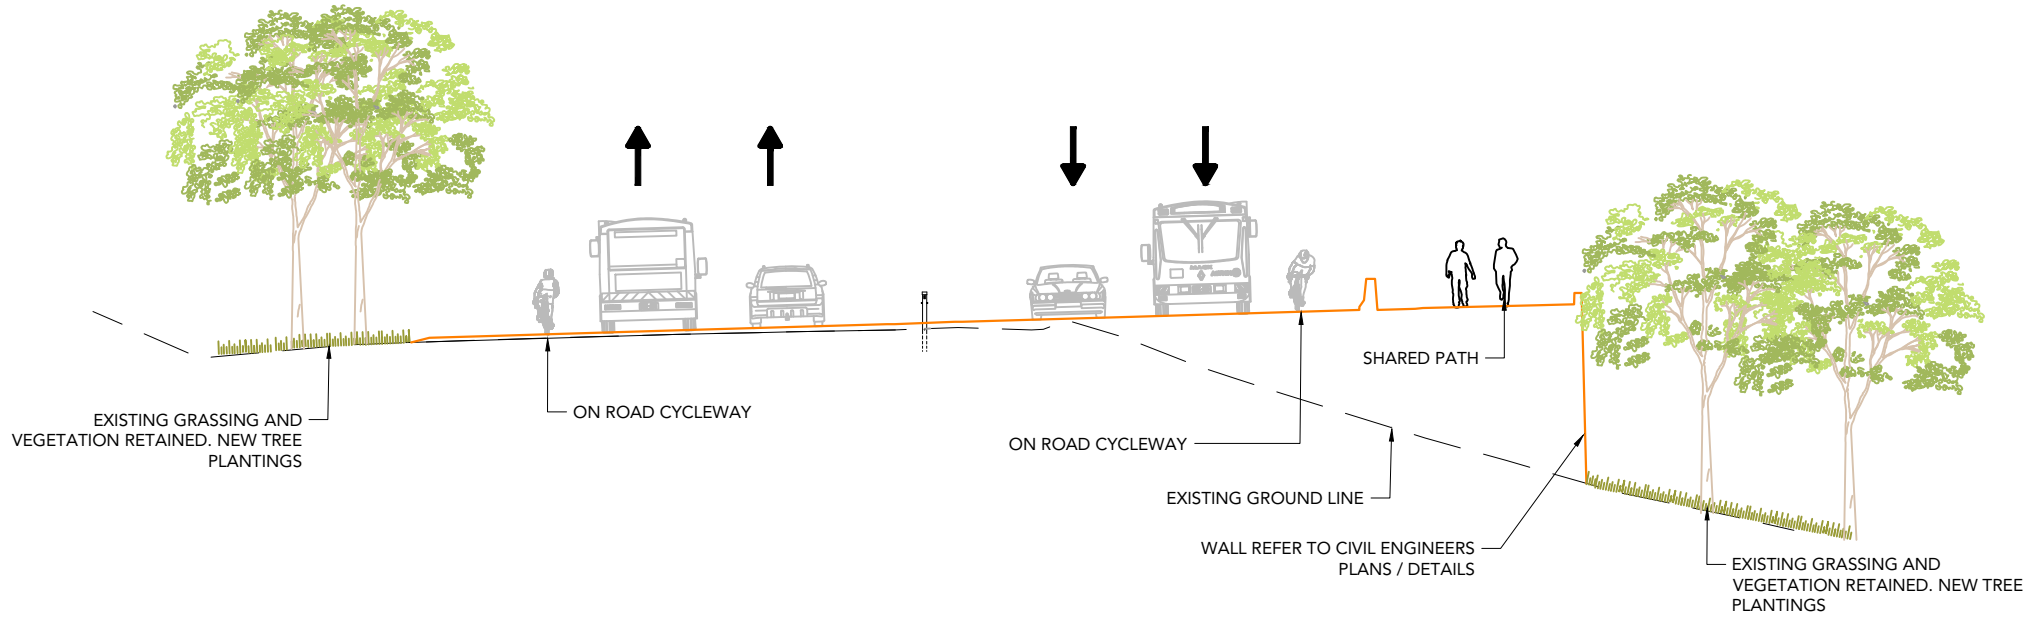 EXISTING GRASSING AND
VEGETATION RETAINED. NEW TREE
PLANTINGS
ON ROAD CYCLEWAY
ON ROAD CYCLEWAY
SHARED PATH
EXISTING GROUND LINE
WALL REFER TO CIVIL ENGINEERS
PLANS / DETAILS
EXISTING GRASSING AND
VEGETATION RETAINED. NEW TREE
PLANTINGS